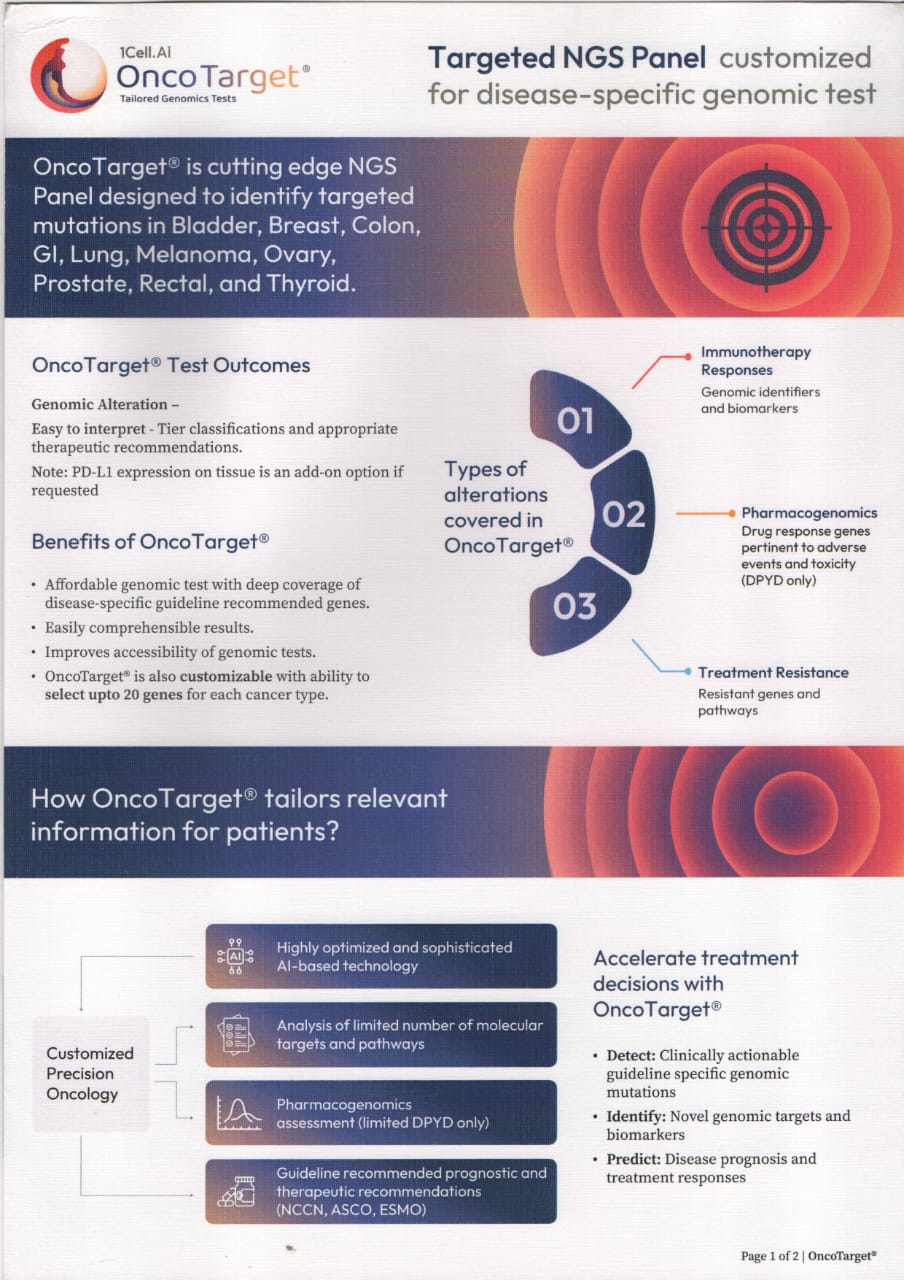 1Cell.AI
OncoTarget®
Tailored Genomics Tests
Targeted NGS Panel customized
for disease-specific genomic test
OncoTarget® is cutting edge NGS
Panel designed to identify targeted
mutations in Bladder, Breast, Colon,
GI, Lung, Melanoma, Ovary,
Prostate, Rectal, and Thyroid.
OncoTarget® Test Outcomes
Genomic Alteration –
Easy to interpret - Tier classifications and appropriate
therapeutic recommendations.
Note: PD-L1 expression on tissue is an add-on option if
requested
Benefits of OncoTarget®
• Affordable genomic test with deep coverage of
disease-specific guideline recommended genes.
• Easily comprehensible results.
• Improves accessibility of genomic tests.
• OncoTarget® is also customizable with ability to
select upto 20 genes for each cancer type.
Types of
alterations
covered in
OncoTarget®
01
Immunotherapy
Responses
Genomic identifiers
and biomarkers
02
Pharmacogenomics
Drug response genes
pertinent to adverse
events and toxicity
(DPYD only)
03
Treatment Resistance
Resistant genes and
pathways
How OncoTarget® tailors relevant
information for patients?
Customized
Precision
Oncology
AI
Highly optimized and sophisticated
AI-based technology
Analysis of limited number of molecular
targets and pathways
Pharmacogenomics
assessment (limited DPYD only)
Guideline recommended prognostic and
therapeutic recommendations
(NCCN, ASCO, ESMO)
Accelerate treatment
decisions with
OncoTarget®
• Detect: Clinically actionable
guideline specific genomic
mutations
• Identify: Novel genomic targets and
biomarkers
• Predict: Disease prognosis and
treatment responses
Page 1 of 2 | OncoTarget®